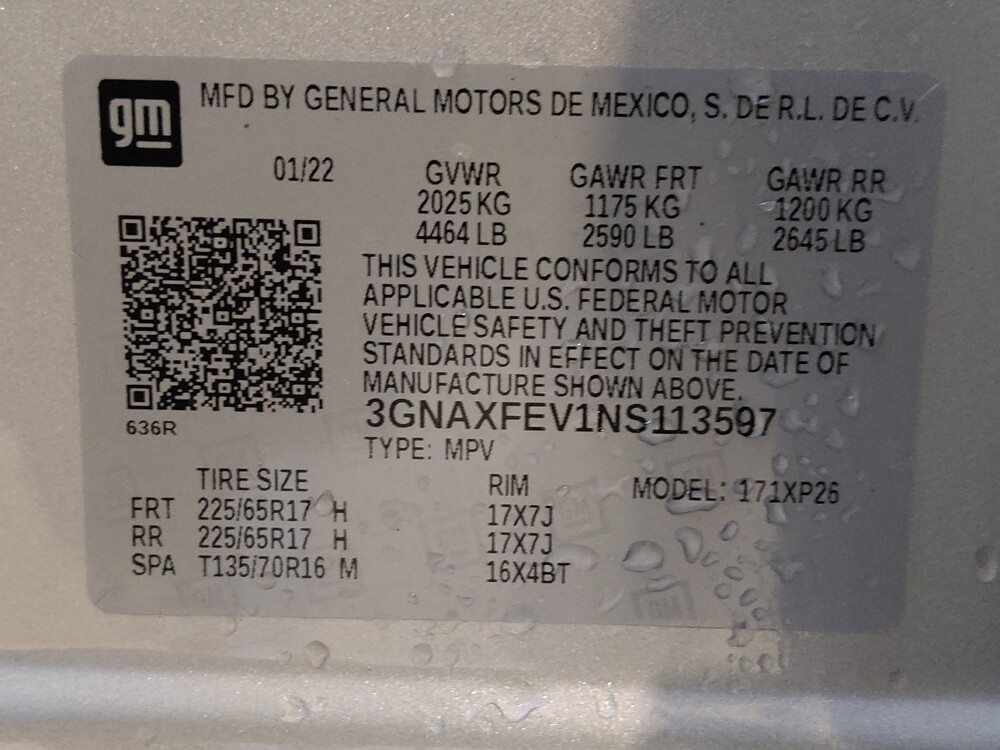 gm
MFD BY GENERAL MOTORS DE MEXICO, S. DE R.L. DE C.V.
01/22 GVWR GAWR FRT GAWR RR
2025 KG 1175 KG 1200 KG
4464 LB 2590 LB 2645 LB
THIS VEHICLE CONFORMS TO ALL
APPLICABLE U.S. FEDERAL MOTOR
VEHICLE SAFETY AND THEFT PREVENTION
STANDARDS IN EFFECT ON THE DATE OF
MANUFACTURE SHOWN ABOVE.
636R
3GNAXFEV1NS113597
TYPE: MPV
TIRE SIZE RIM MODEL: 171XP26
FRT 225/65R17 H 17X7J
RR 225/65R17 H 17X7J
SPA T135/70R16 M 16X4BT
GM
GM
GM